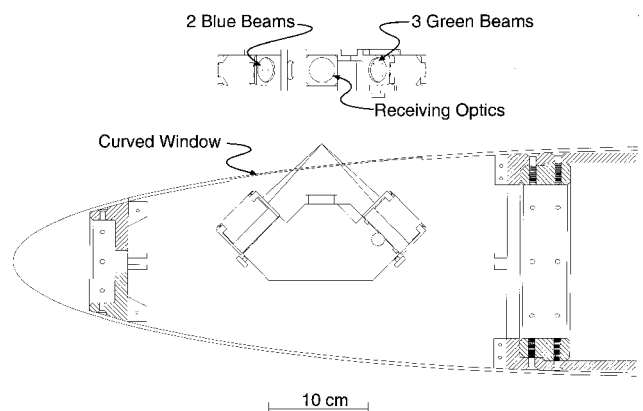 2 Blue Beams
3 Green Beams
Receiving Optics
Curved Window
10 cm